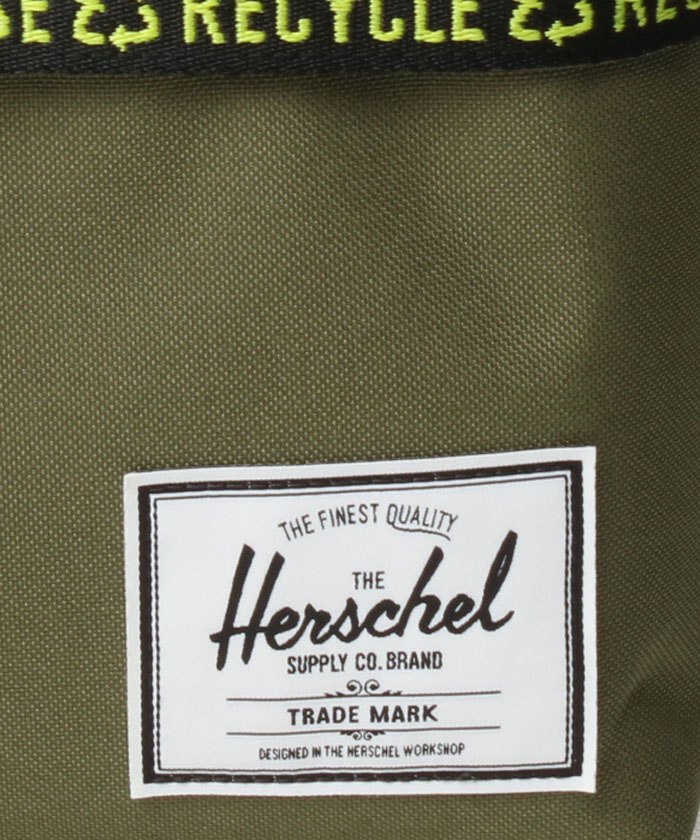 RECYCLE
THE FINEST QUALITY
THE
Herschel
SUPPLY CO. BRAND
TRADE MARK
DESIGNED IN THE HERSCHEL WORKSHOP